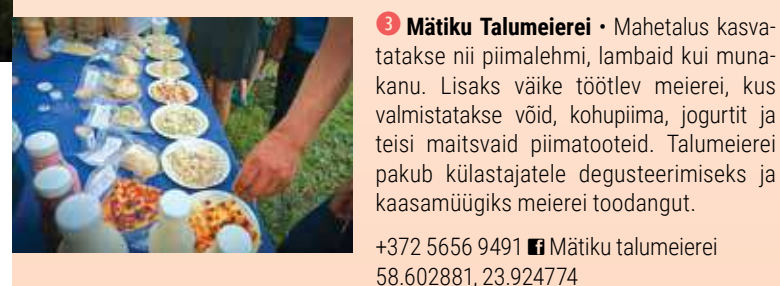 3 Mätiku Talumeierei • Mahetalus kasva-
tatakse nii piimalehmi, lambaid kui muna-
kanu. Lisaks väike töötlev meierei, kus
valmistatakse võid, kohupiima, jogurtit ja
teisi maitsvaid piimatooteid. Talumeierei
pakub külastajatele degusteerimiseks ja
kaasamüügiks meierei toodangut.
+372 5656 9491 f Mätiku talumeierei
58.602881, 23.924774